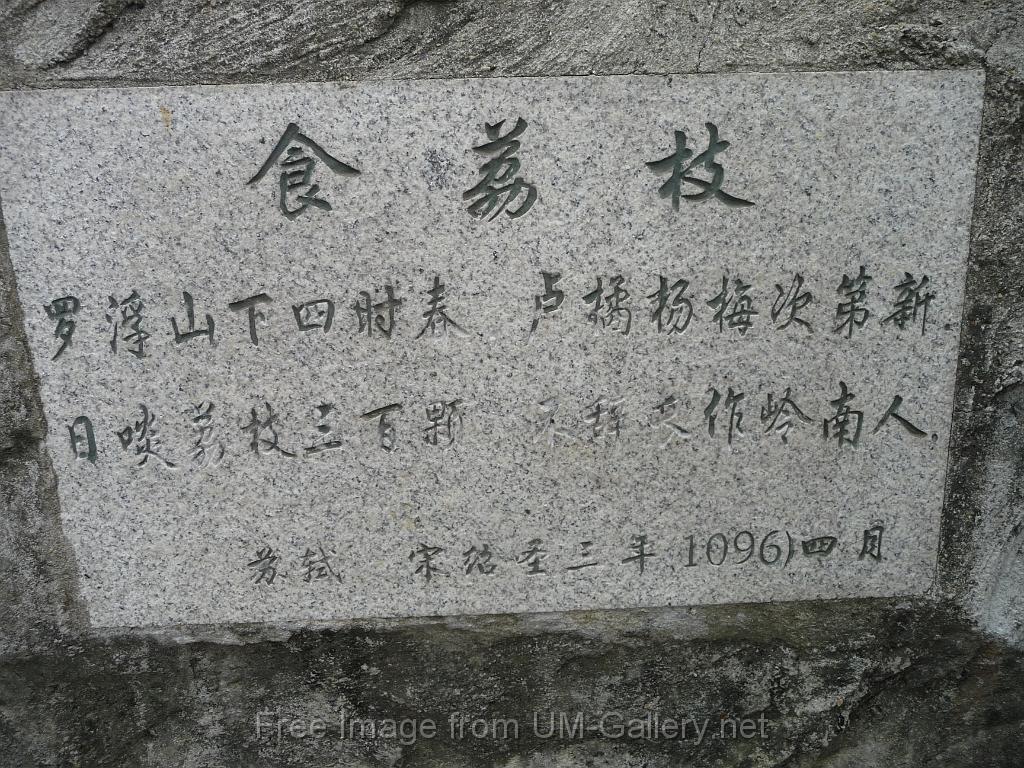 食荔枝
罗浮山下四时春 卢橘杨梅次第新
日啖荔枝三百颗 不辞长作岭南人
苏轼 宋绍圣三年 1096)四月
Free Image from UM-Gallery.net